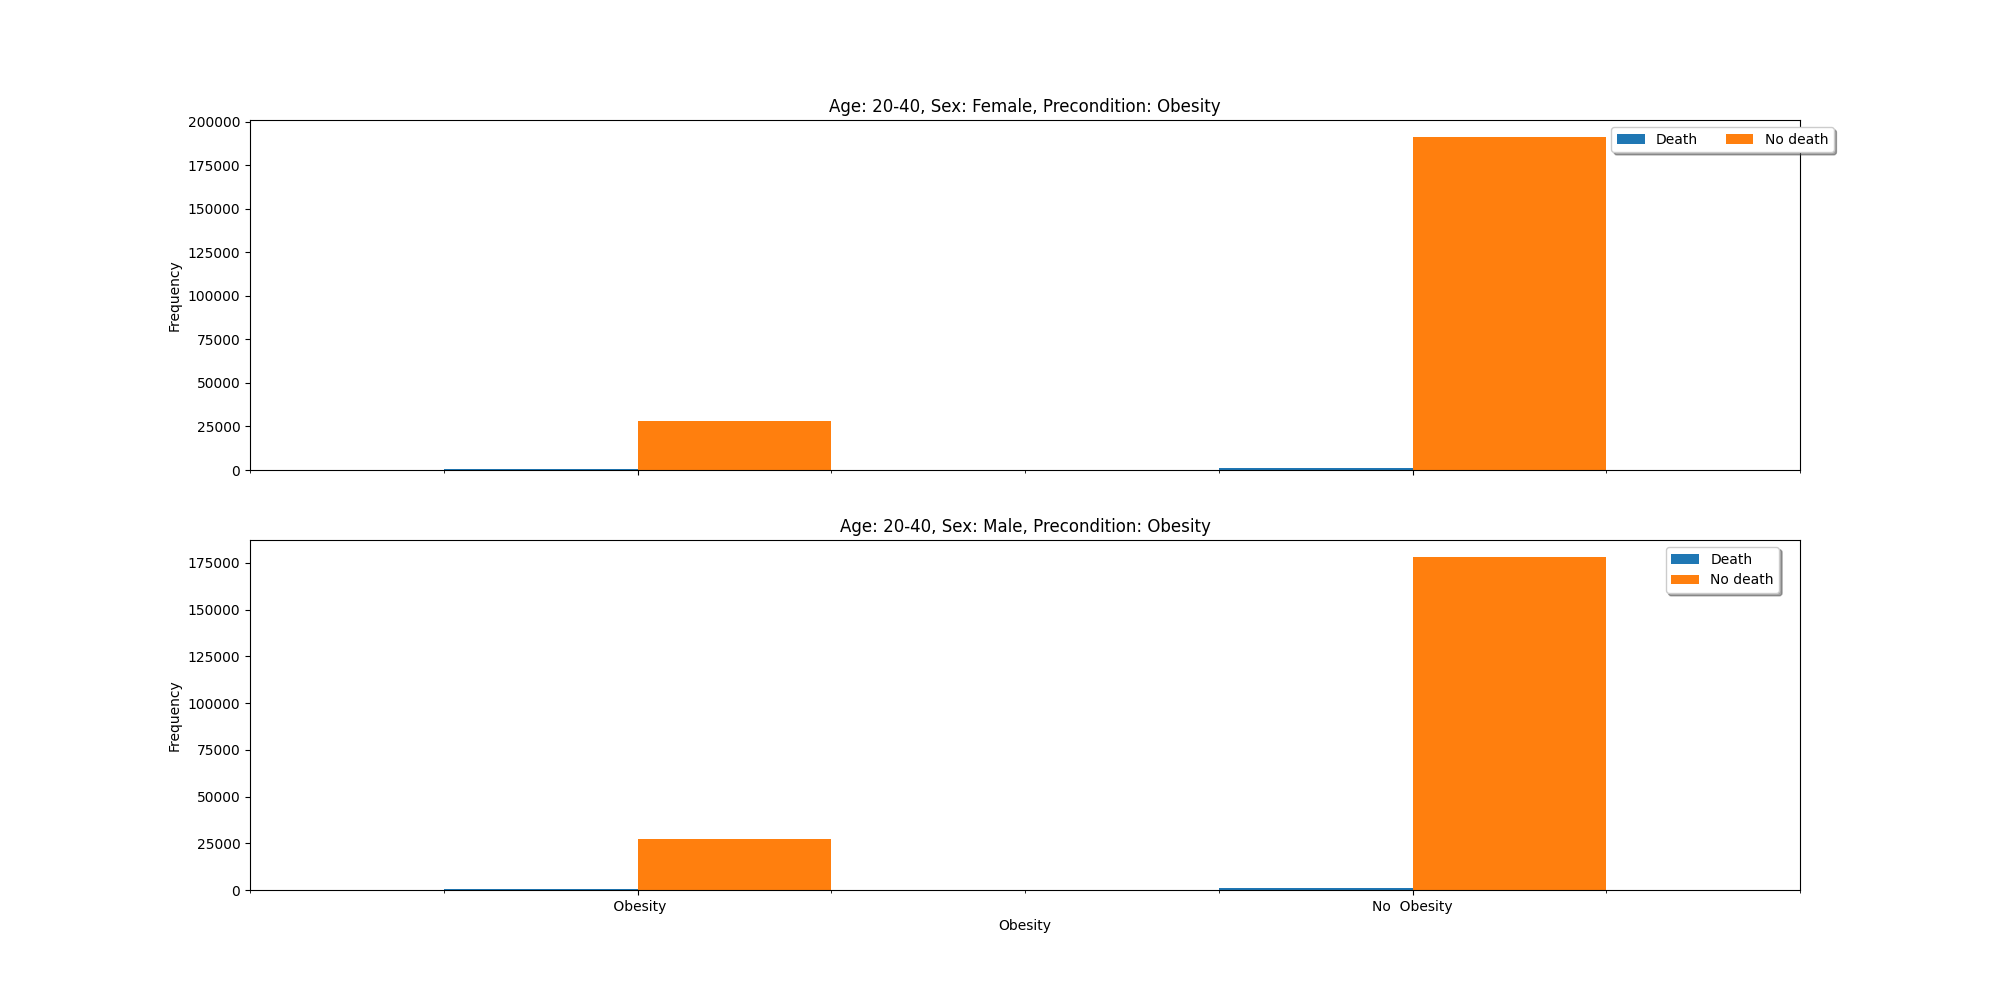 Age: 20-40, Sex: Female, Precondition: Obesity
200000
175000
150000
125000
100000
75000
50000
25000
0
Frequency
Death No death
Age: 20-40, Sex: Male, Precondition: Obesity
175000
150000
125000
100000
75000
50000
25000
0
Frequency
Death
No death
Obesity No Obesity
Obesity